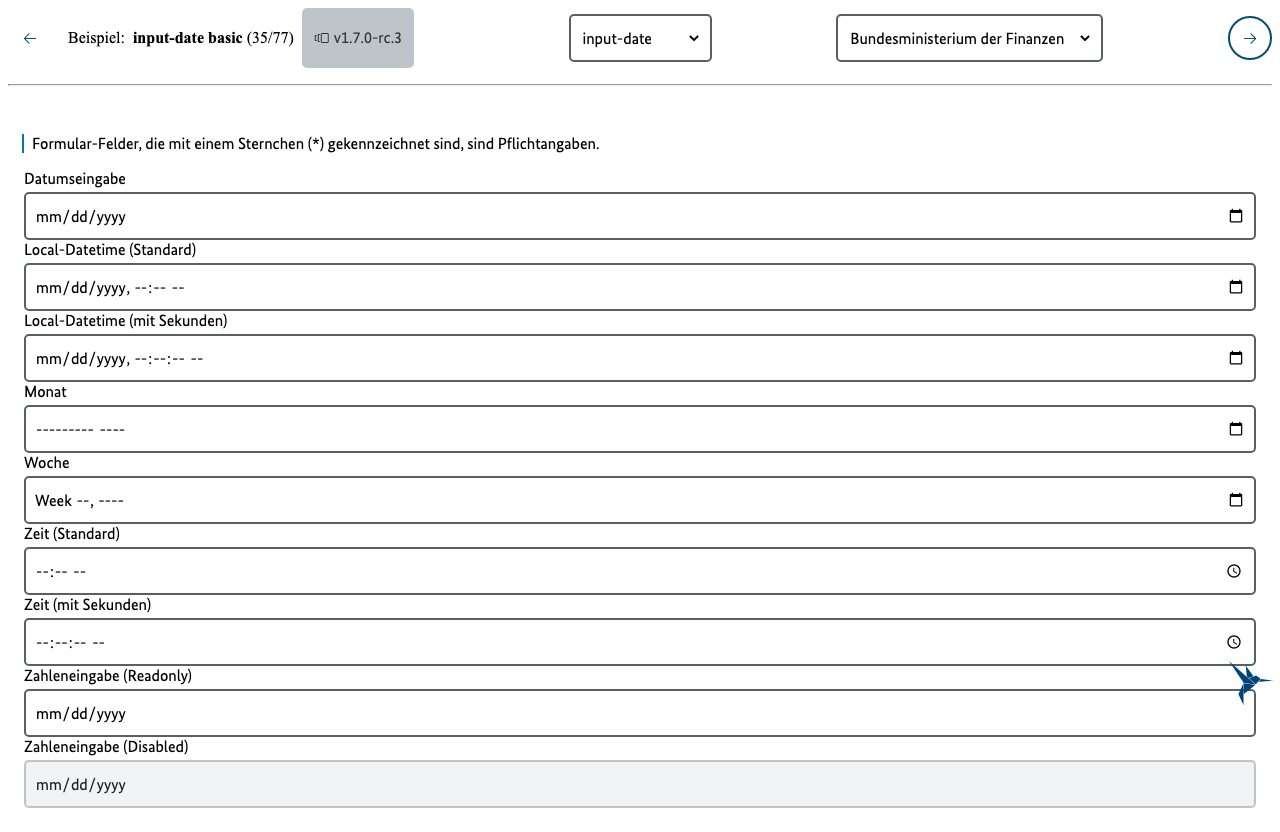 Beispiel: input-date basic (35/77)
v1.7.0-rc.3
input-date
Bundesministerium der Finanzen
Formular-Felder, die mit einem Sternchen (*) gekennzeichnet sind, sind Pflichtangaben.
Datumseingabe
mm/dd/yyyy
Local-Datetime (Standard)
mm/dd/yyyy, --:-- --
Local-Datetime (mit Sekunden)
mm/dd/yyyy, --:--:-- --
Monat
--------- ----
Woche
Week --, ----
Zeit (Standard)
--:-- --
Zeit (mit Sekunden)
--:--:-- --
Zahleneingabe (Readonly)
mm/dd/yyyy
Zahleneingabe (Disabled)
mm/dd/yyyy